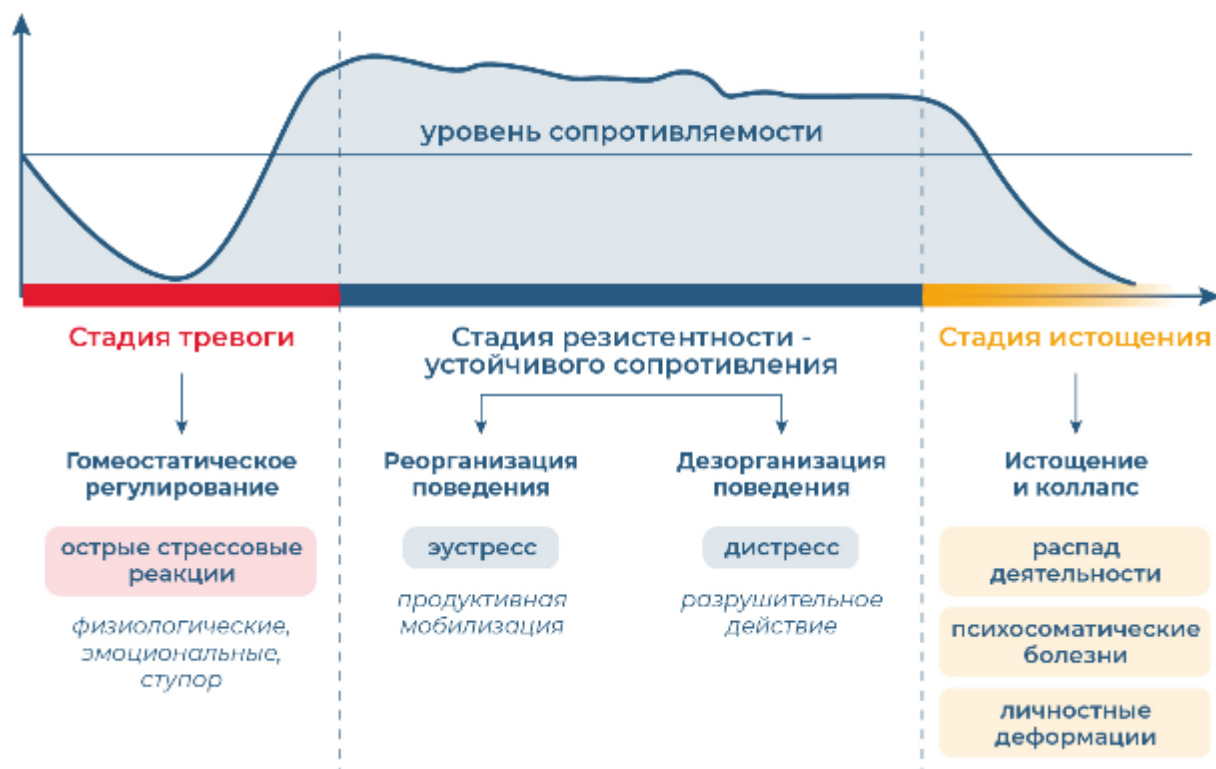 уровень сопротивляемости
Стадия тревоги
Гомеостатическое
регулирование
острые стрессовые
реакции
физиологические,
эмоциональные,
ступор
Стадия резистентности -
устойчивого сопротивления
Реорганизация
поведения
эустресс
продуктивная
мобилизация
Дезорганизация
поведения
дистресс
разрушительное
действие
Стадия истощения
Истощение
и коллапс
распад
деятельности
психосоматические
болезни
личностные
деформации